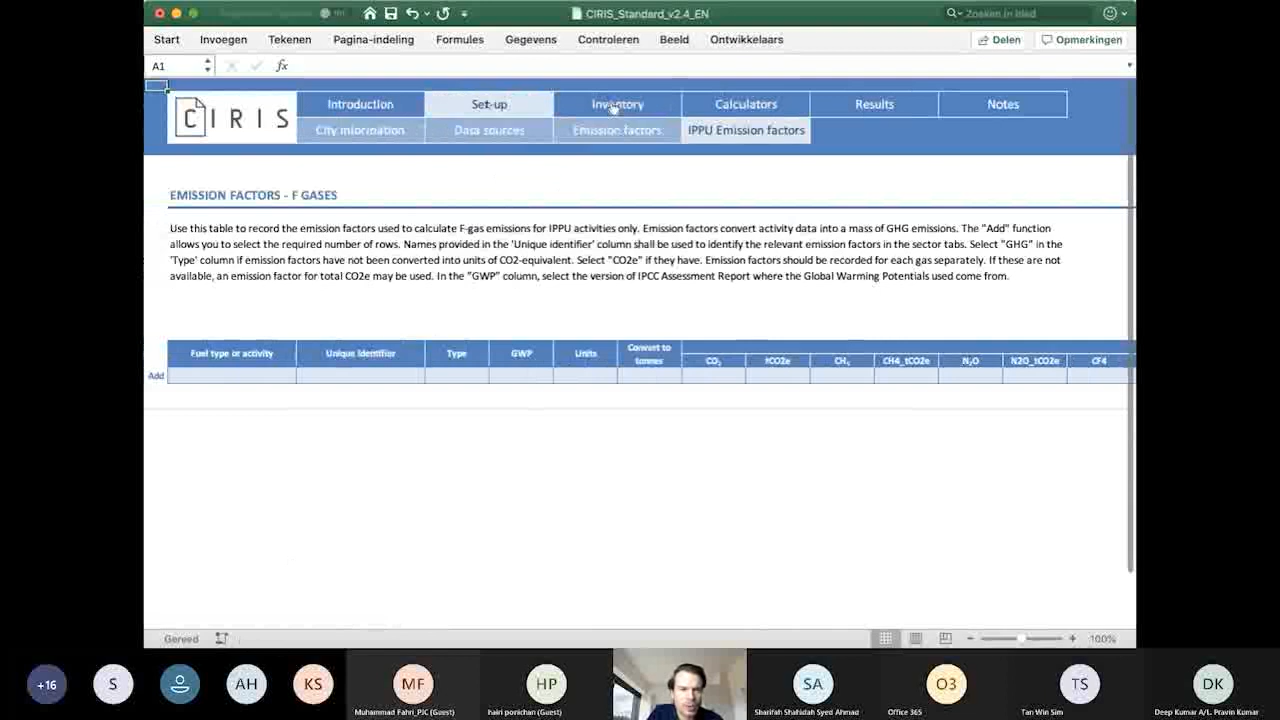 CIRIS_Standard_v2.4_EN
Zoeken in blad
Start Invoegen Tekenen Pagina-indeling Formules Gegevens Controleren Beeld Ontwikkelaars Delen Opmerkingen
A1 fx
CIRIS
Introduction Set-up Inventory Calculators Results Notes
City information Data sources Emission factors IPPU Emission factors
EMISSION FACTORS - F GASES
Use this table to record the emission factors used to calculate F-gas emissions for IPPU activities only. Emission factors convert activity data into a mass of GHG emissions. The "Add" function
allows you to select the required number of rows. Names provided in the 'Unique identifier' column shall be used to identify the relevant emission factors in the sector tabs. Select "GHG" in the
'Type' column if emission factors have not been converted into units of CO2-equivalent. Select "CO2e" if they have. Emission factors should be recorded for each gas separately. If these are not
available, an emission factor for total CO2e may be used. In the "GWP" column, select the version of IPCC Assessment Report where the Global Warming Potentials used come from.
Fuel type or activity Unique Identifier Type GWP Units Convert to tonnes CO₂ tCO2e CH₄ CH4_tCO2e N₂O N2O_tCO2e CF4
Add
Gereed 100%
+16 S AH KS MF HP SA O3 TS DK
Muhammad Fahri_PJC (Guest) hairi ponichan (Guest) Sharifah Shahidah Syed Ahmad Office 365 Tan Win Sim Deep Kumar A/L. Pravin Kumar